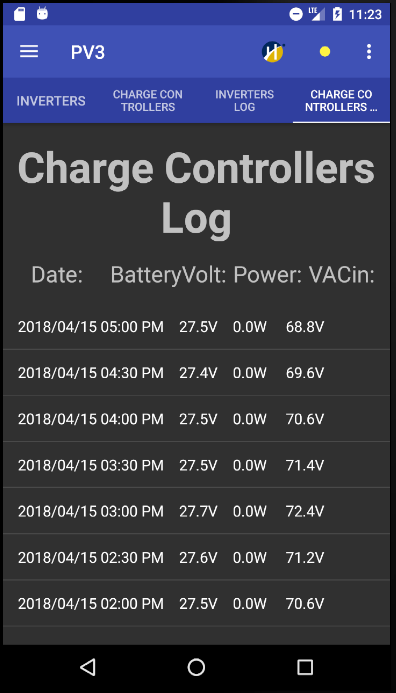 LTE 11:23
PV3
INVERTERS
CHARGE CON
TROLLERS
INVERTERS
LOG
CHARGE CO
NTROLLERS ...
Charge Controllers
Log
Date: BatteryVolt: Power: VACin:
2018/04/15 05:00 PM 27.5V 0.0W 68.8V
2018/04/15 04:30 PM 27.4V 0.0W 69.6V
2018/04/15 04:00 PM 27.5V 0.0W 70.6V
2018/04/15 03:30 PM 27.5V 0.0W 71.4V
2018/04/15 03:00 PM 27.7V 0.0W 72.4V
2018/04/15 02:30 PM 27.6V 0.0W 71.2V
2018/04/15 02:00 PM 27.5V 0.0W 70.6V